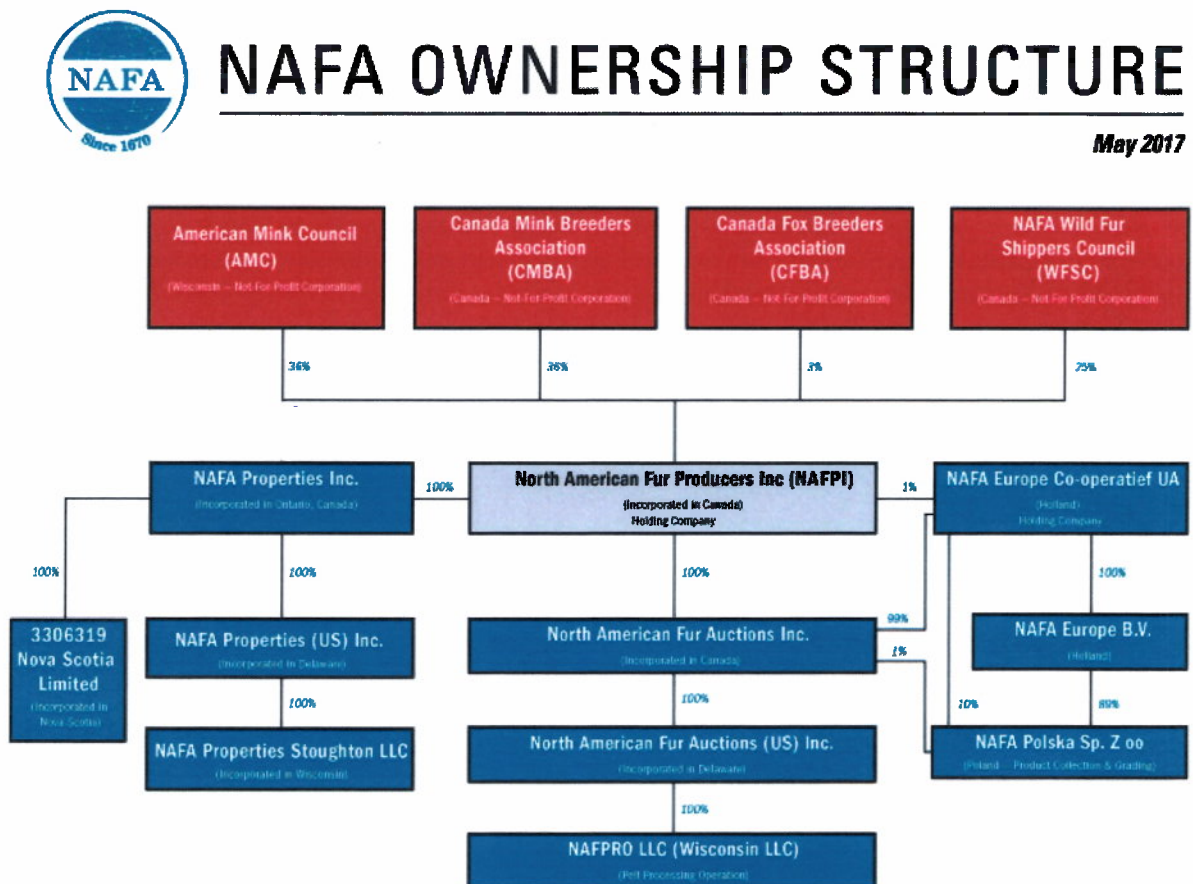 NAFA
Since 1670
NAFA OWNERSHIP STRUCTURE
May 2017
American Mink Council
(AMC)
(Wisconsin – Not For Profit Corporation)
Canada Mink Breeders
Association
(CMBA)
(Canada – Not For Profit Corporation)
Canada Fox Breeders
Association
(CFBA)
(Canada – Not For Profit Corporation)
NAFA Wild Fur
Shippers Council
(WFSC)
(Canada – Not For Profit Corporation)
36%
36%
3%
25%
NAFA Properties Inc.
(Incorporated in Ontario, Canada)
100%
North American Fur Producers Inc (NAFPI)
(Incorporated in Canada)
Holding Company
1%
NAFA Europe Co-operatief UA
(Holland)
Holding Company
100%
100%
100%
100%
99%
1%
3306319
Nova Scotia
Limited
(Incorporated in
Nova Scotia)
NAFA Properties (US) Inc.
(Incorporated in Delaware)
North American Fur Auctions Inc.
(Incorporated in Canada)
NAFA Europe B.V.
(Holland)
100%
100%
10%
89%
NAFA Properties Stoughton LLC
(Incorporated in Wisconsin)
North American Fur Auctions (US) Inc.
(Incorporated in Delaware)
NAFA Polska Sp. Z oo
(Poland – Product Collection & Grading)
100%
NAFPRO LLC (Wisconsin LLC)
(Pelt Processing Operation)